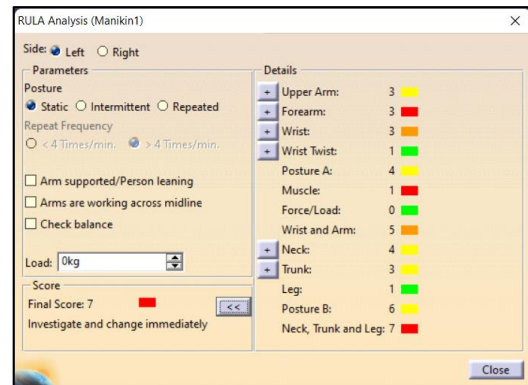 RULA Analysis (Manikin1)
Side: Left Right
Parameters
Posture
Static Intermittent Repeated
Repeat Frequency
< 4 Times/min. > 4 Times/min.
Arm supported/Person leaning
Arms are working across midline
Check balance
Load: 0kg
Score
Final Score: 7
<<
Investigate and change immediately
Details
+ Upper Arm: 3
+ Forearm: 3
+ Wrist: 3
+ Wrist Twist: 1
Posture A: 4
Muscle: 1
Force/Load: 0
Wrist and Arm: 5
+ Neck: 4
+ Trunk: 3
Leg: 1
Posture B: 6
Neck, Trunk and Leg: 7
Close